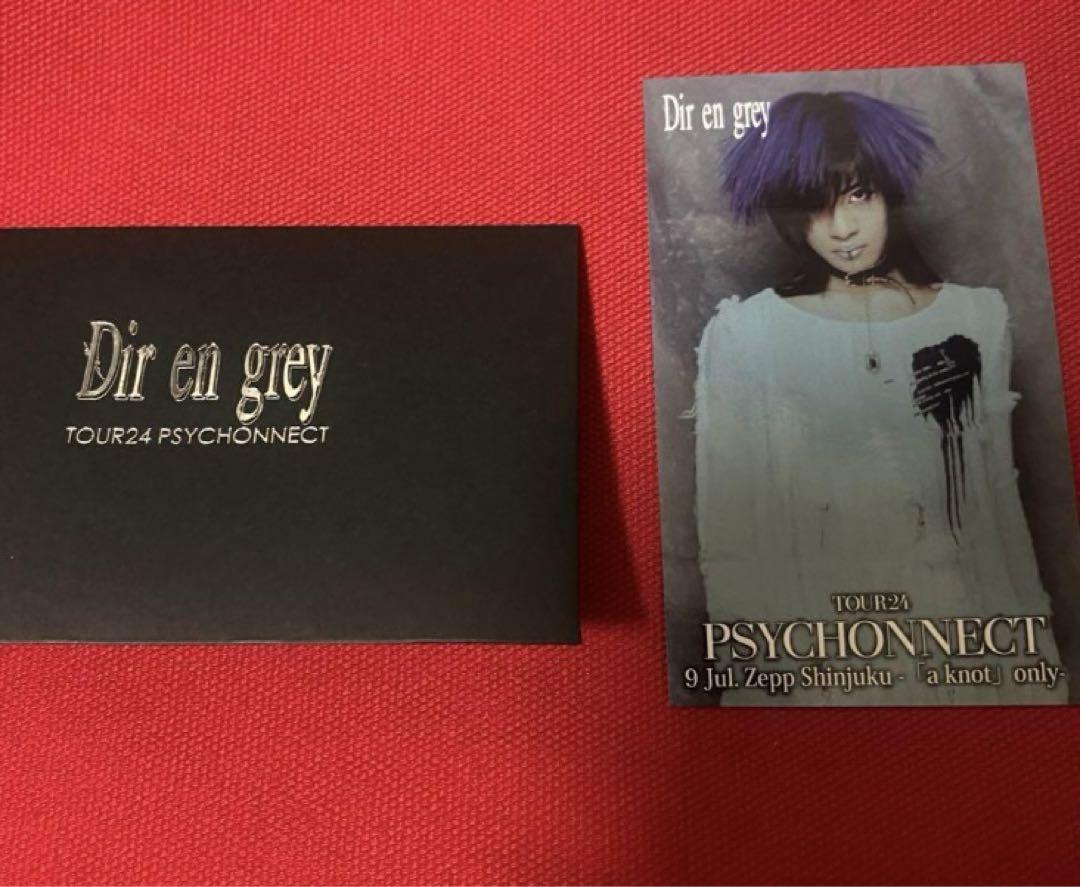 Dir en grey
TOUR24 PSYCHONNECT
Dir en grey
TOUR24
PSYCHONNECT
9 Jul. Zepp Shinjuku -「a knot」only-